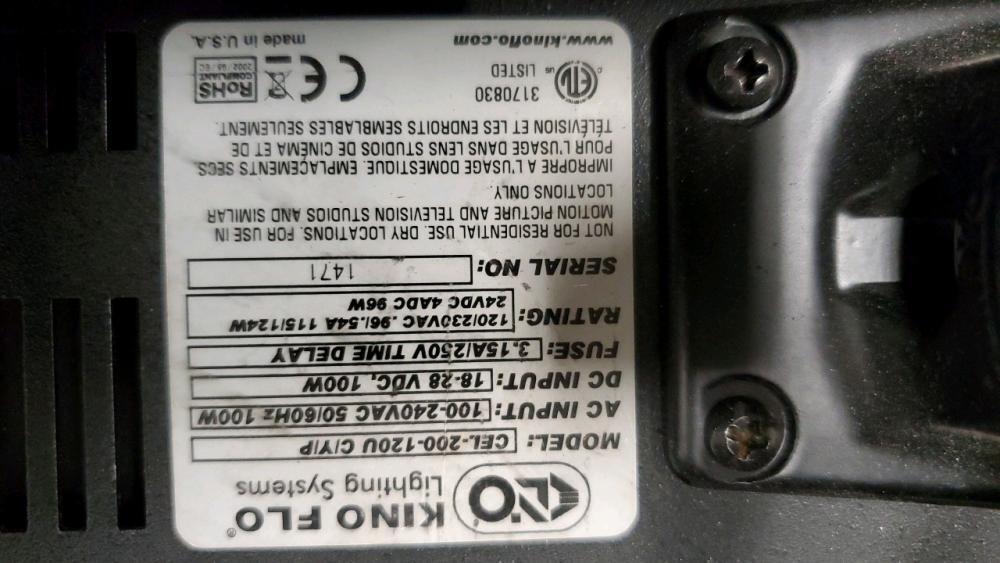 KINO FLO®
Lighting Systems
MODEL: CEL-200-120U C/Y/P
AC INPUT: 100-240VAC 50/60Hz 100W
DC INPUT: 18-28 VDC, 100W
FUSE: 3.15A/250V TIME DELAY
RATING: 120/230VAC .96/.54A 115/124W
24VDC 4ADC 96W
SERIAL NO: 1471
NOT FOR RESIDENTIAL USE. DRY LOCATIONS. FOR USE IN
MOTION PICTURE AND TELEVISION STUDIOS AND SIMILAR
LOCATIONS ONLY.
IMPROPRE A L'USAGE DOMESTIQUE. EMPLACEMENTS SECS
POUR L'USAGE DANS LENS STUDIOS DE CINÉMA ET DE
TÉLÉVISION ET LES ENDROITS SEMBLABLES SEULEMENT.
C ETL US
3170830
LISTED
CE
RoHS
COMPLIANT
2002/95/EC
www.kinoflo.com
made in U.S.A.